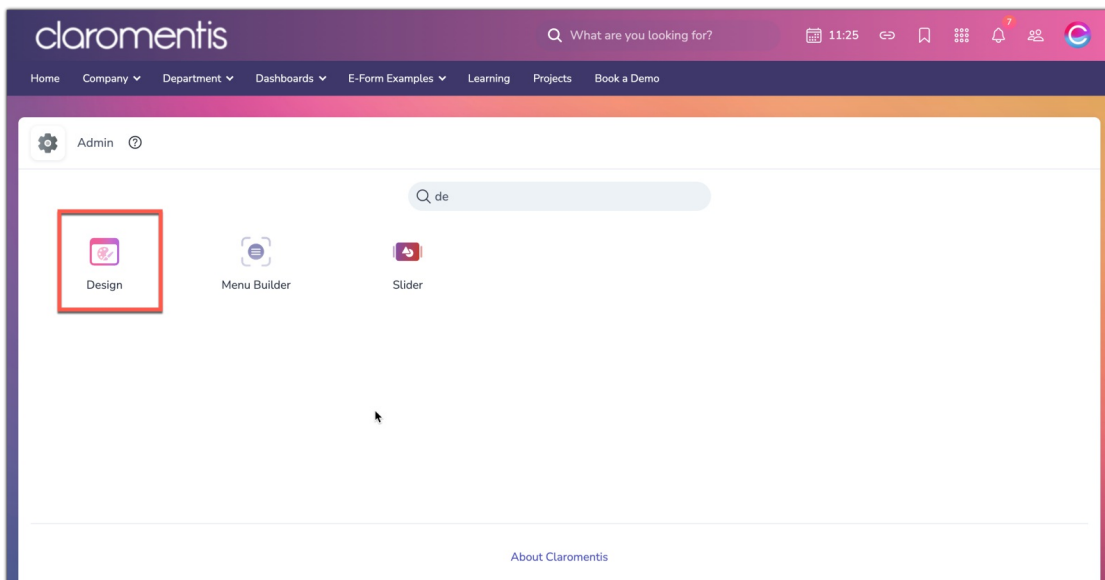 claromentis
What are you looking for?
11:25
7
Home Company Department Dashboards E-Form Examples Learning Projects Book a Demo
Admin
de
Design Menu Builder Slider
About Claromentis